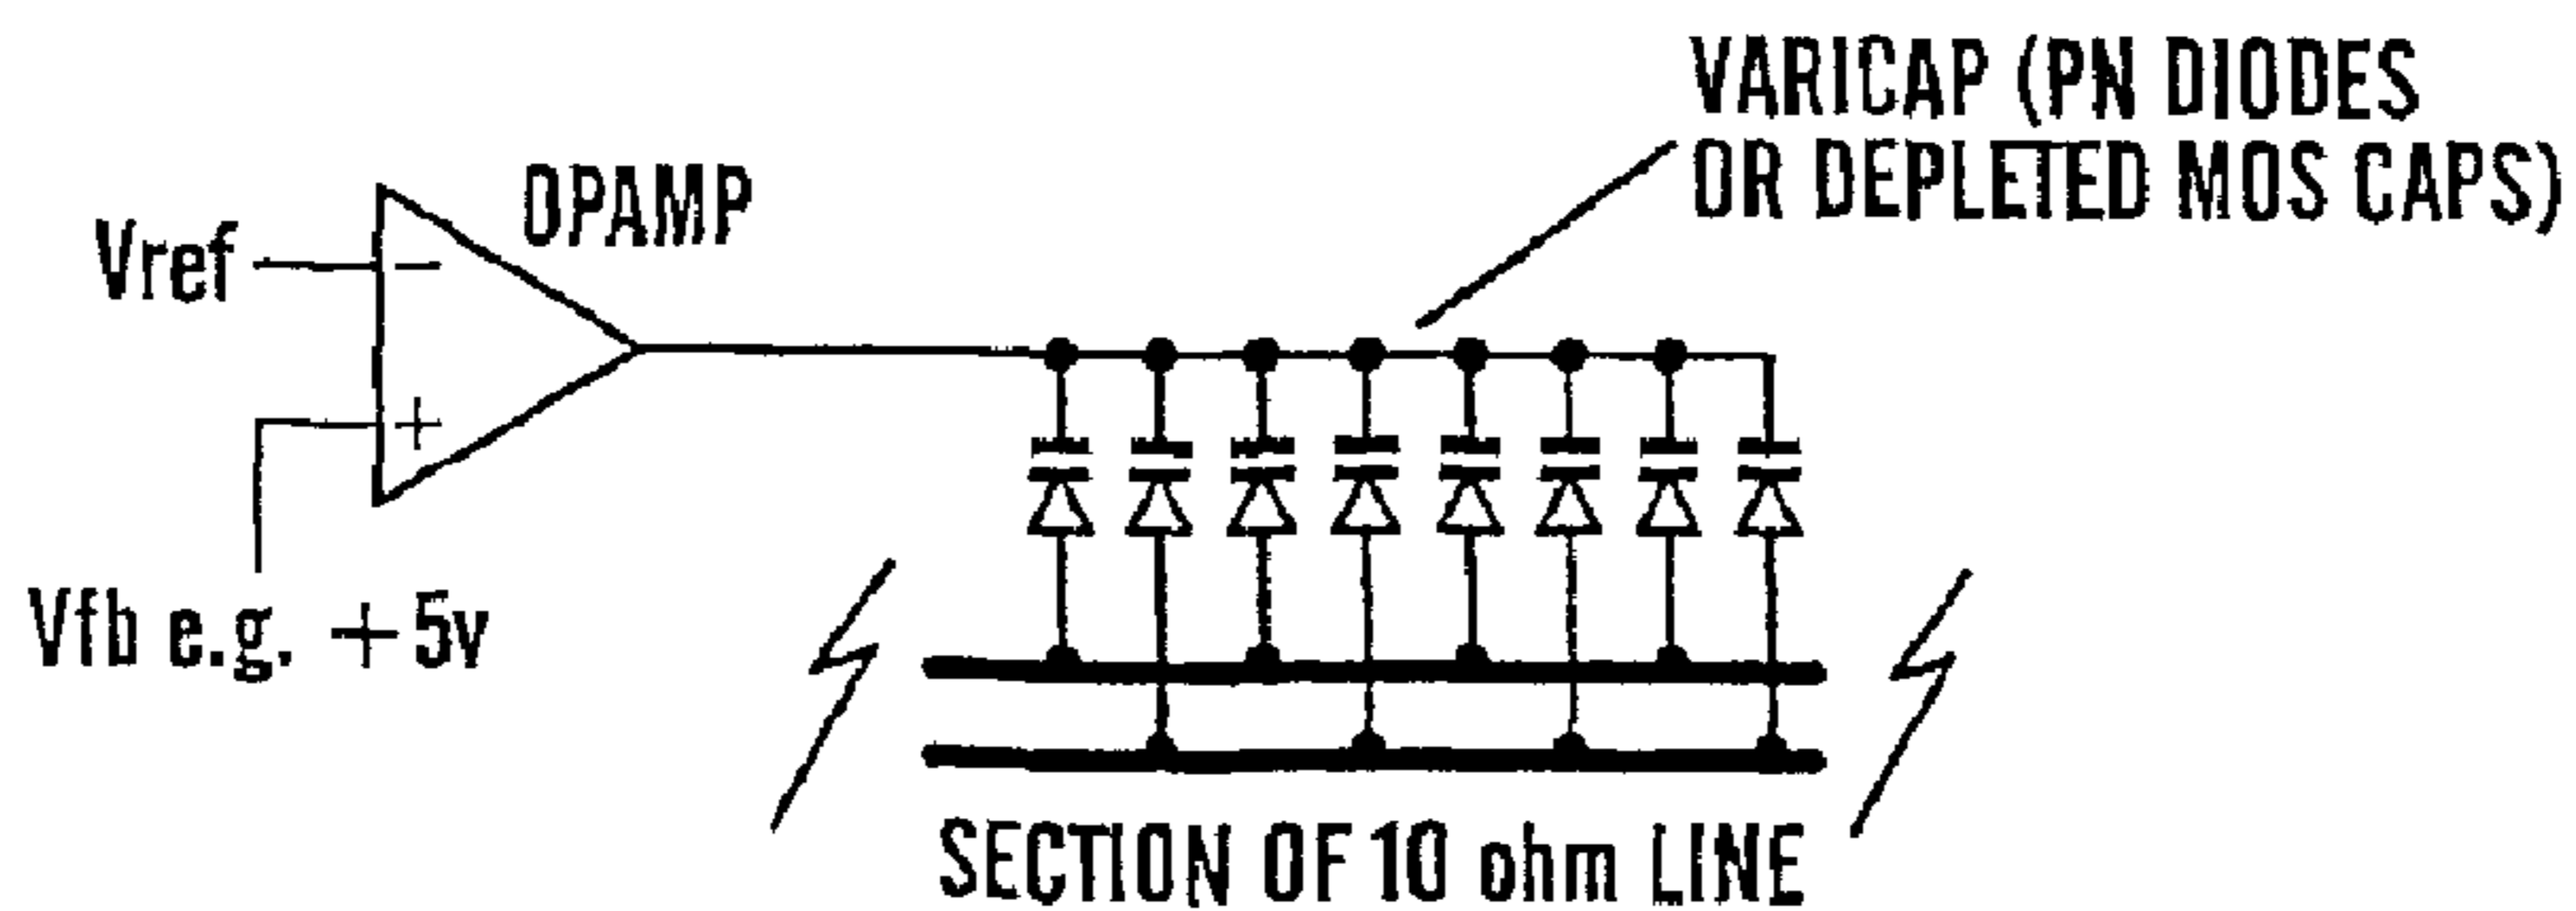 VARICAP (PN DIODES
OR DEPLETED MOS CAPS)
OPAMP
Vref
−
+
Vfb e.g. +5v
SECTION OF 10 ohm LINE